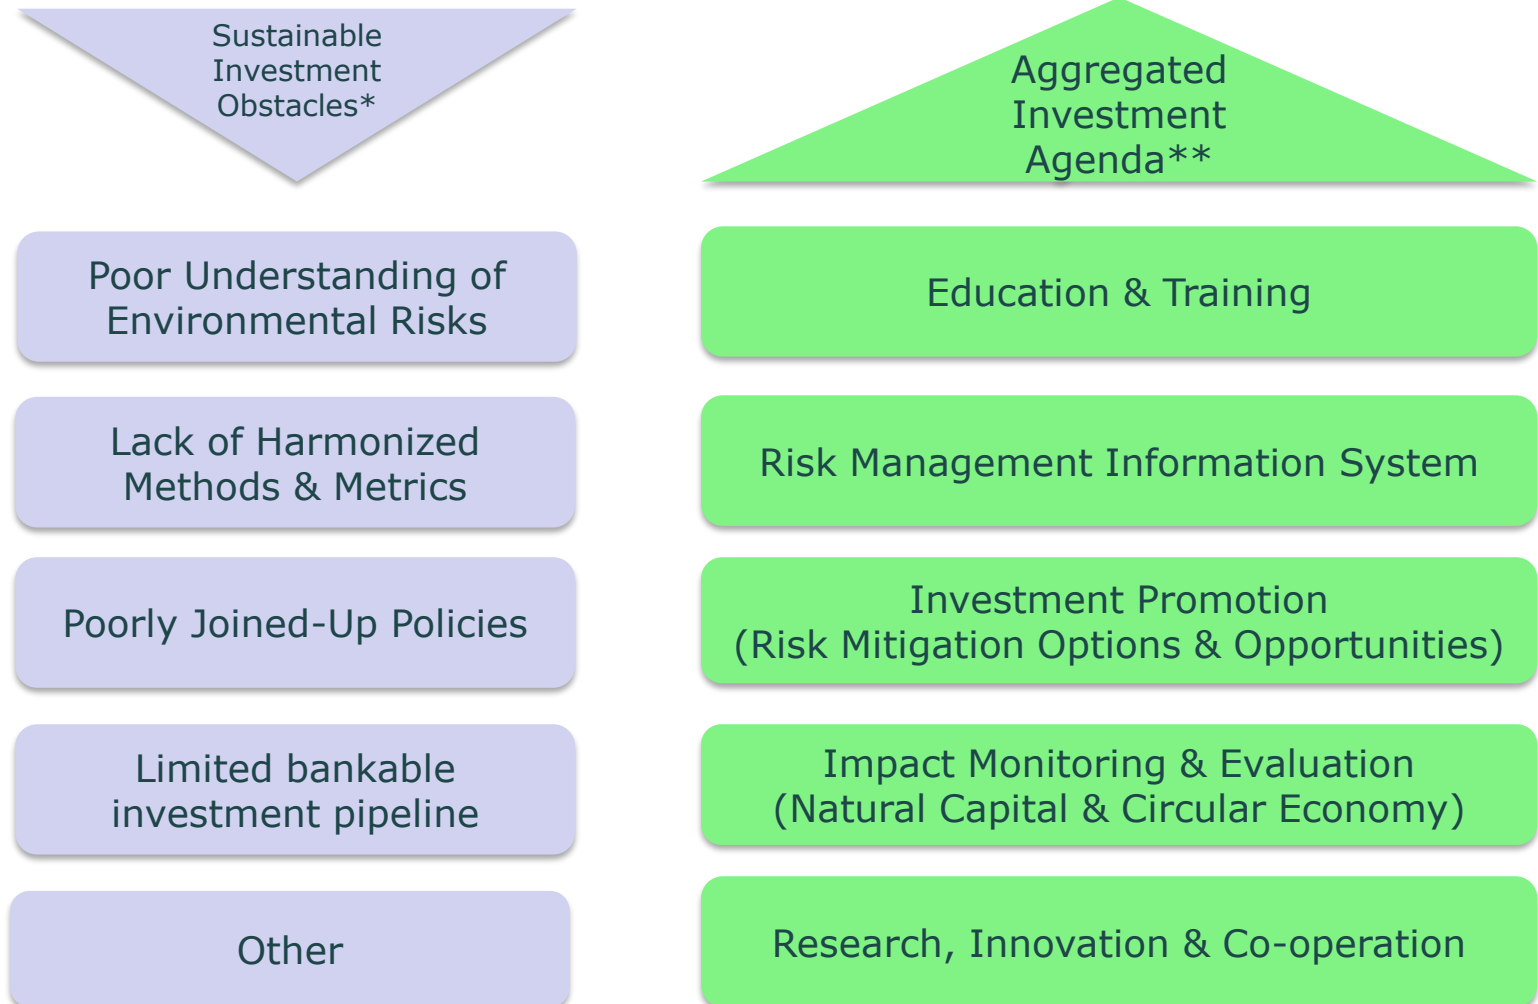 Sustainable
Investment
Obstacles*
Poor Understanding of
Environmental Risks
Lack of Harmonized
Methods & Metrics
Poorly Joined-Up Policies
Limited bankable
investment pipeline
Other
Aggregated
Investment
Agenda**
Education & Training
Risk Management Information System
Investment Promotion
(Risk Mitigation Options & Opportunities)
Impact Monitoring & Evaluation
(Natural Capital & Circular Economy)
Research, Innovation & Co-operation